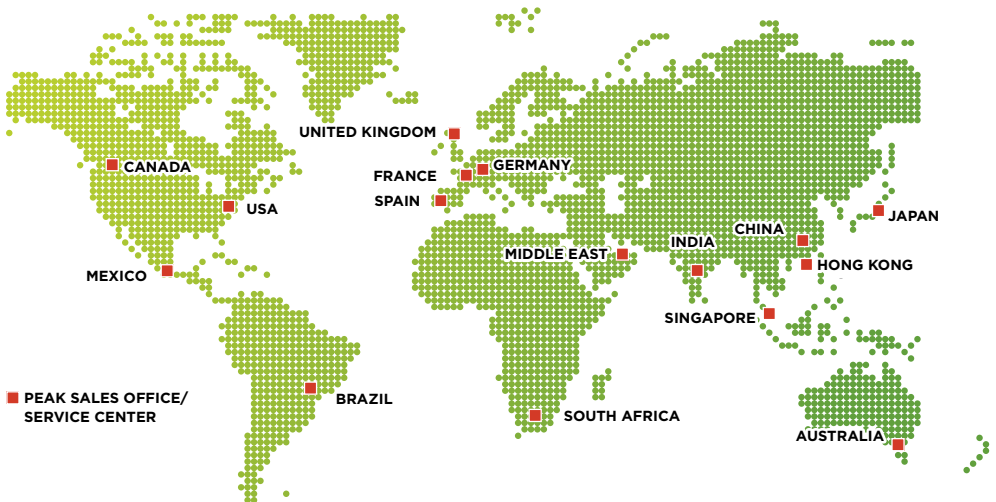 UNITED KINGDOM
CANADA
GERMANY
FRANCE
SPAIN
USA
JAPAN
CHINA
INDIA
MIDDLE EAST
HONG KONG
MEXICO
SINGAPORE
BRAZIL
PEAK SALES OFFICE/
SERVICE CENTER
SOUTH AFRICA
AUSTRALIA